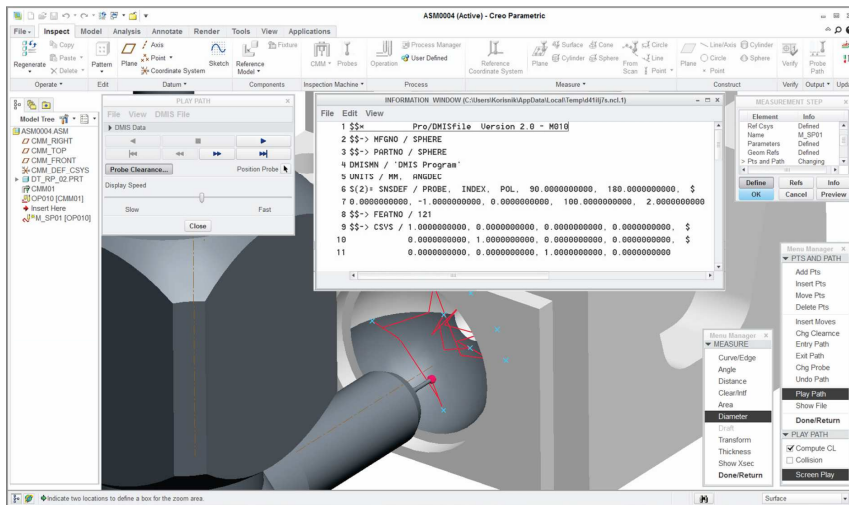 ASM0004 (Active) - Creo Parametric
File Inspect Model Analysis Annotate Render Tools View Applications
Regenerate
Copy
Paste
Delete
Pattern
Plane
Axis
Point
Coordinate System
Sketch
Reference Model
Fixture
CMM
Probes
Operation
Process Manager
User Defined
Reference Coordinate System
Plane
Surface Cone Circle
Cylinder Sphere Line
From Scan Point
Plane
Line/Axis Cylinder
Circle Sphere
Point
Verify
Probe Path
Operate Edit Datum Components Inspection Machine Process Measure Construct Verify Output
Model Tree
ASM0004.ASM
CMM_RIGHT
CMM_TOP
CMM_FRONT
CMM_DEF_CSYS
DT_RP_02.PRT
CMM01
OP010 [CMM01]
Insert Here
M_SP01 [OP010]
PLAY PATH
File View DMIS File
DMIS Data
Probe Clearance...
Position Probe
Display Speed
Slow Fast
Close
INFORMATION WINDOW (C:\Users\Korisnik\AppData\Local\Temp\d41ilj7s.ncl.1)
File Edit View
1 $$* Pro/DMISfile Version 2.0 - M010
2 $$-> MFGNO / SPHERE
3 $$-> PARTNO / SPHERE
4 DMISMN / 'DMIS Program'
5 UNITS / MM, ANGDEC
6 S(2)= SNSDEF / PROBE, INDEX, POL, 90.0000000000, 180.0000000000, $
7 0.0000000000, -1.0000000000, 0.0000000000, 100.0000000000, 2.0000000000
8 $$-> FEATNO / 121
9 $$-> CSYS / 1.0000000000, 0.0000000000, 0.0000000000, 0.0000000000, $
10 0.0000000000, 1.0000000000, 0.0000000000, 0.0000000000, $
11 0.0000000000, 0.0000000000, 1.0000000000, 0.0000000000
MEASUREMENT STEP
Element Info
Ref Csys Defined
Name M_SP01
Parameters Defined
Geom Refs Defined
Pts and Path Changing
Define Refs Info
OK Cancel Preview
Menu Manager
PTS AND PATH
Add Pts
Insert Pts
Move Pts
Delete Pts
Insert Moves
Chg Clearnce
Entry Path
Exit Path
Chg Probe
Undo Path
Play Path
Show File
Done/Return
PLAY PATH
Compute CL
Collision
Screen Play
Menu Manager
MEASURE
Curve/Edge
Angle
Distance
Clear/Intf
Area
Diameter
Draft
Transform
Thickness
Show Xsec
Done/Return
Indicate two locations to define a box for the zoom area.
Surface